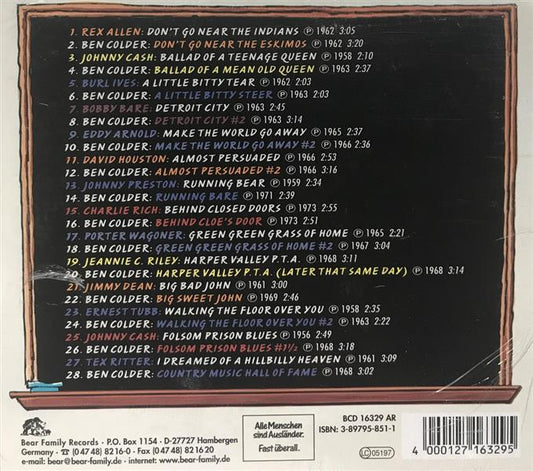 1. REX ALLEN: DON'T GO NEAR THE INDIANS ℗ 1962 3:05
2. BEN COLDER: DON'T GO NEAR THE ESKIMOS ℗ 1962 3:20
3. JOHNNY CASH: BALLAD OF A TEENAGE QUEEN ℗ 1958 2:10
4. BEN COLDER: BALLAD OF A MEAN OLD QUEEN ℗ 1963 2:37
5. BURL IVES: A LITTLE BITTY TEAR ℗ 1962 2:03
6. BEN COLDER: A LITTLE BITTY STEER ℗ 1963 2:03
7. BOBBY BARE: DETROIT CITY ℗ 1963 2:45
8. BEN COLDER: DETROIT CITY #2 ℗ 1963 3:14
9. EDDY ARNOLD: MAKE THE WORLD GO AWAY ℗ 1965 2:37
10. BEN COLDER: MAKE THE WORLD GO AWAY #2 ℗ 1966 2:36
11. DAVID HOUSTON: ALMOST PERSUADED ℗ 1966 2:53
12. BEN COLDER: ALMOST PERSUADED #2 ℗ 1966 3:16
13. JOHNNY PRESTON: RUNNING BEAR ℗ 1959 2:34
14. BEN COLDER: RUNNING BARE ℗ 1971 2:39
15. CHARLIE RICH: BEHIND CLOSED DOORS ℗ 1973 2:55
16. BEN COLDER: BEHIND CLOE'S DOOR ℗ 1973 2:51
17. PORTER WAGONER: GREEN GREEN GRASS OF HOME ℗ 1965 2:21
18. BEN COLDER: GREEN GREEN GRASS OF HOME #2 ℗ 1967 3:04
19. JEANNIE C. RILEY: HARPER VALLEY P.T.A. ℗ 1968 3:11
20. BEN COLDER: HARPER VALLEY P.T.A. (LATER THAT SAME DAY) ℗ 1968 3:14
21. JIMMY DEAN: BIG BAD JOHN ℗ 1961 3:00
22. BEN COLDER: BIG SWEET JOHN ℗ 1969 2:46
23. ERNEST TUBB: WALKING THE FLOOR OVER YOU ℗ 1958 2:35
24. BEN COLDER: WALKING THE FLOOR OVER YOU #2 ℗ 1963 2:22
25. JOHNNY CASH: FOLSOM PRISON BLUES ℗ 1956 2:49
26. BEN COLDER: FOLSOM PRISON BLUES #1½ ℗ 1968 3:18
27. TEX RITTER: I DREAMED OF A HILLBILLY HEAVEN ℗ 1961 3:09
28. BEN COLDER: COUNTRY MUSIC HALL OF FAME ℗ 1968 3:02
Bear Family Records • P.O. Box 1154 • D-27727 Hambergen
Germany • ☎ (0 47 48) 82 16-0 • Fax (0 47 48) 82 16 20
e-mail: bear@bear-family.de • internet: www.bear-family.de
Alle Menschen
sind Ausländer.
Fast überall.
BCD 16329 AR
ISBN: 3-89795-851-1
LC 05197
4 000127 163295